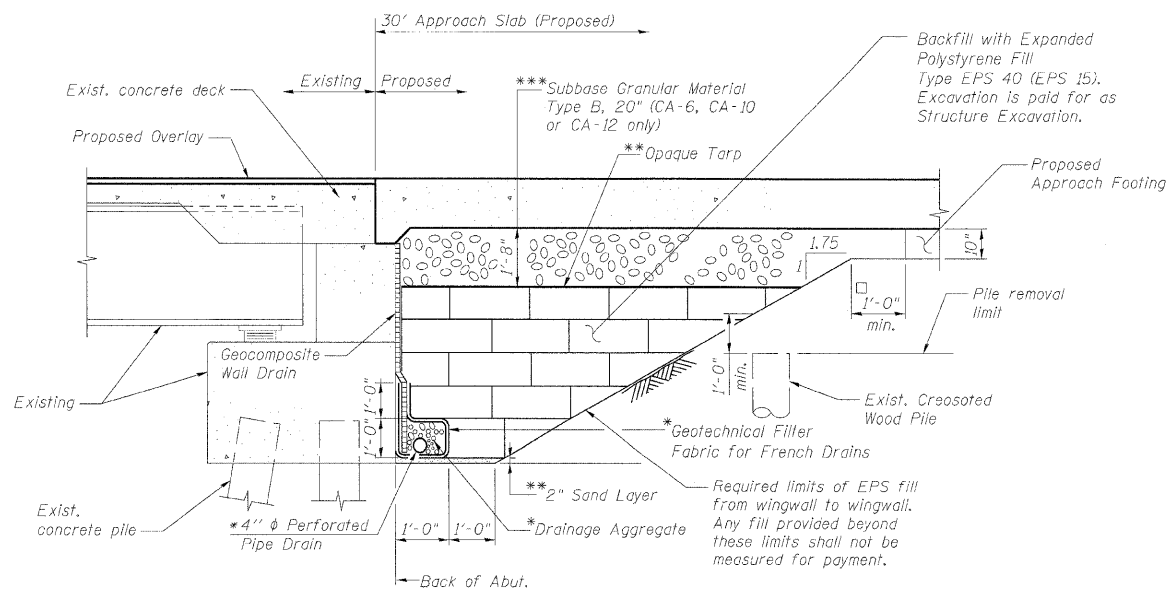 30' Approach Slab (Proposed)
Existing
Proposed
Exist. concrete deck
Proposed Overlay
***Subbase Granular Material
Type B, 20" (CA-6, CA-10
or CA-12 only)
**Opaque Tarp
Backfill with Expanded
Polystyrene Fill
Type EPS 40 (EPS 15).
Excavation is paid for as
Structure Excavation.
Proposed
Approach Footing
1'-8"
1.75
1
10"
□
1'-0"
min.
Pile removal
limit
1'-0"
min.
Geocomposite
Wall Drain
Existing
1'-0"
1'-0"
Exist. Creosoted
Wood Pile
*Geotechnical Filter
Fabric for French Drains
**2" Sand Layer
Required limits of EPS fill
from wingwall to wingwall.
Any fill provided beyond
these limits shall not be
measured for payment.
Exist.
concrete pile
*4" ϕ Perforated
Pipe Drain
1'-0"
1'-0"
*Drainage Aggregate
Back of Abut.